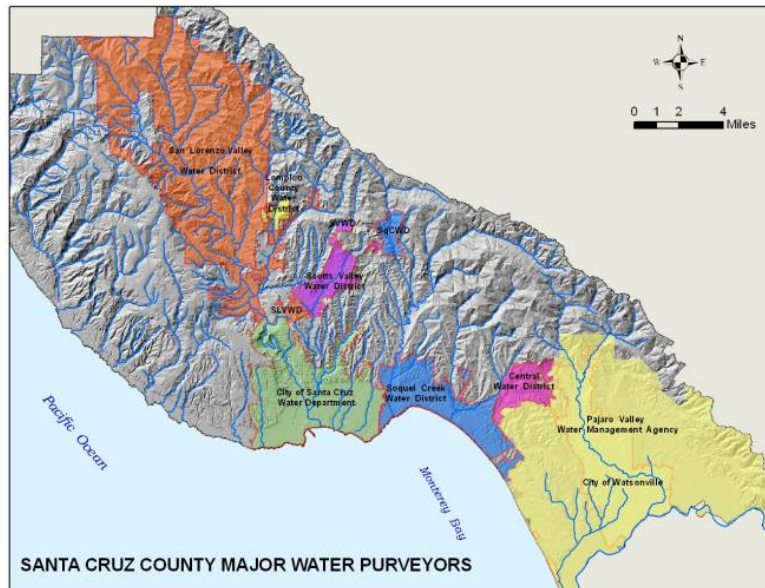 N
W E
S
0 1 2 4
Miles
San Lorenzo Valley
Water District
Lompico
County
Water
District
SVWD
SqCWD
Scotts Valley
Water District
SLVWD
City of Santa Cruz
Water Department
Soquel Creek
Water District
Central
Water District
Pajaro Valley
Water Management Agency
City of Watsonville
Pacific Ocean
Monterey Bay
SANTA CRUZ COUNTY MAJOR WATER PURVEYORS